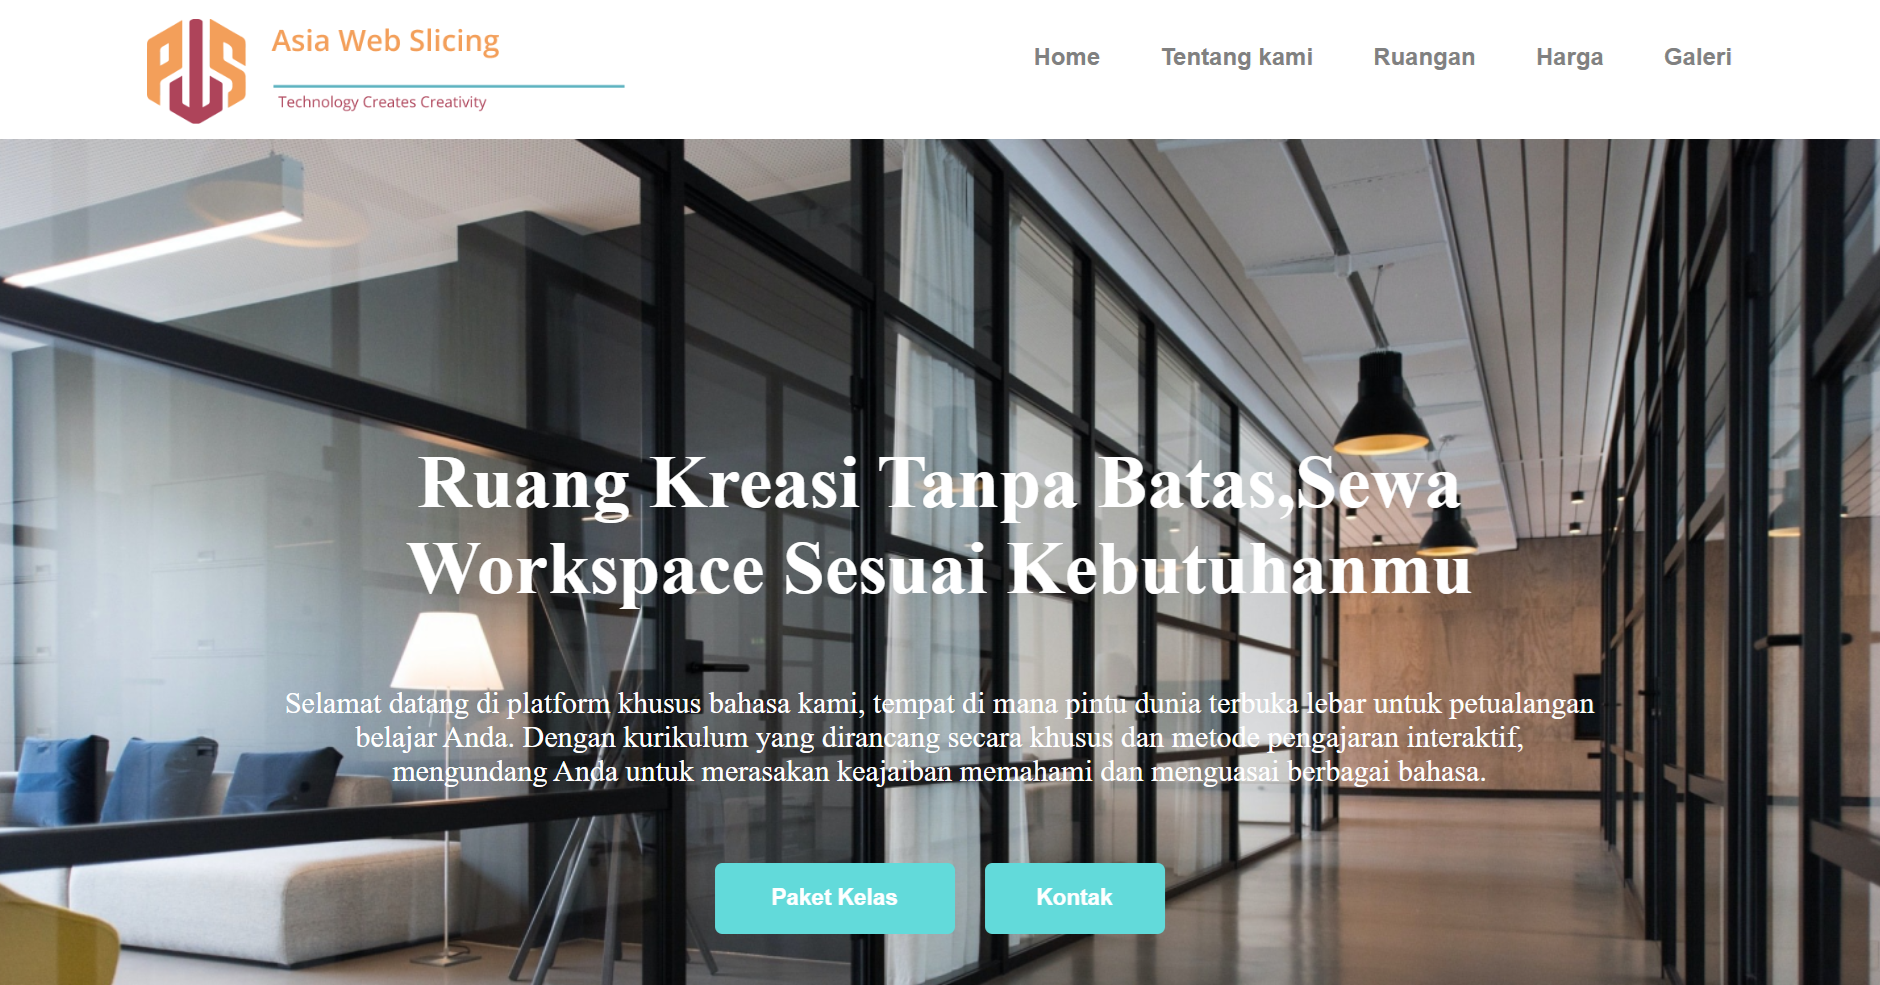 Asia Web Slicing
Technology Creates Creativity
Home Tentang kami Ruangan Harga Galeri
Ruang Kreasi Tanpa Batas,Sewa
Workspace Sesuai Kebutuhanmu
Selamat datang di platform khusus bahasa kami, tempat di mana pintu dunia terbuka lebar untuk petualangan
belajar Anda. Dengan kurikulum yang dirancang secara khusus dan metode pengajaran interaktif,
mengundang Anda untuk merasakan keajaiban memahami dan menguasai berbagai bahasa.
Paket Kelas Kontak